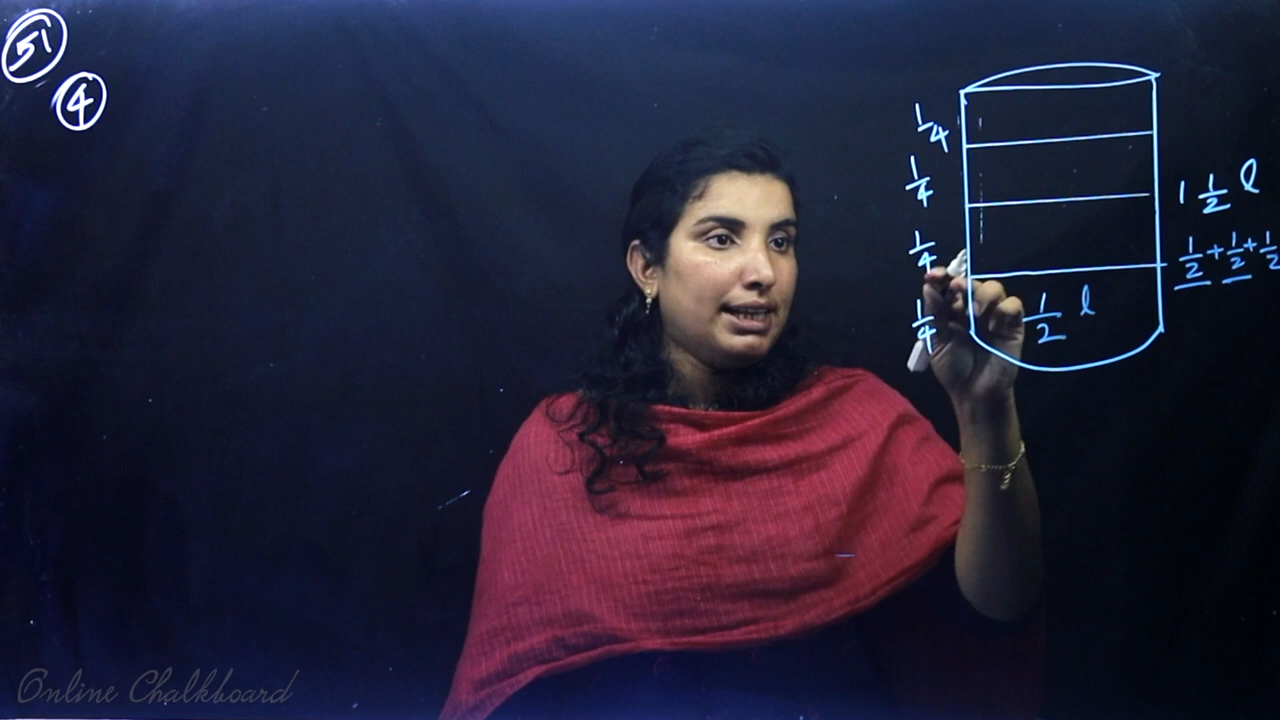 51
4
1/4
1/4
1 1/2 l
1/4
1/2 + 1/2 + 1/2
1/4
1/2 l
Online Chalkboard